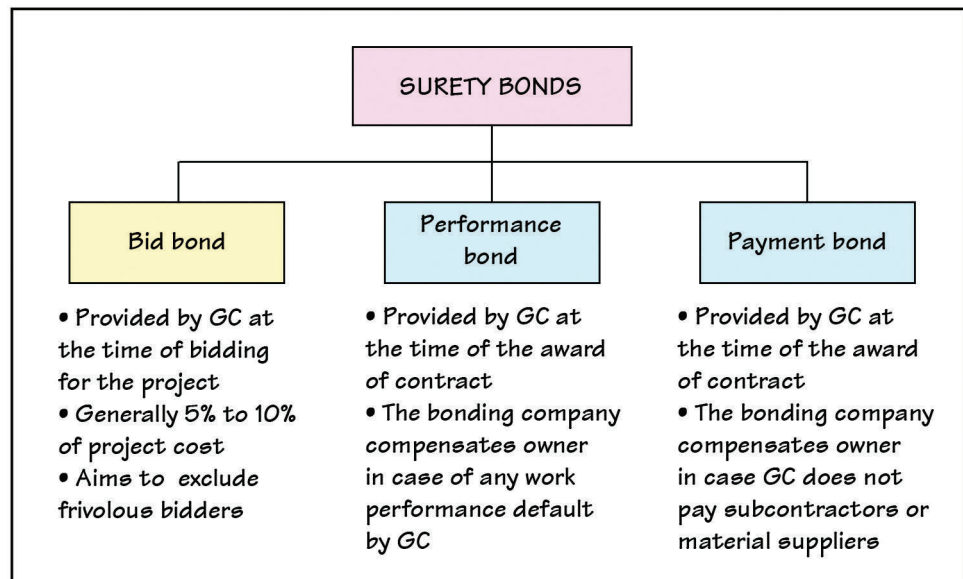 SURETY BONDS
Bid bond
• Provided by GC at
the time of bidding
for the project
• Generally 5% to 10%
of project cost
• Aims to exclude
frivolous bidders
Performance
bond
• Provided by GC at
the time of the award
of contract
• The bonding company
compensates owner
in case of any work
performance default
by GC
Payment bond
• Provided by GC at
the time of the award
of contract
• The bonding company
compensates owner
in case GC does not
pay subcontractors or
material suppliers